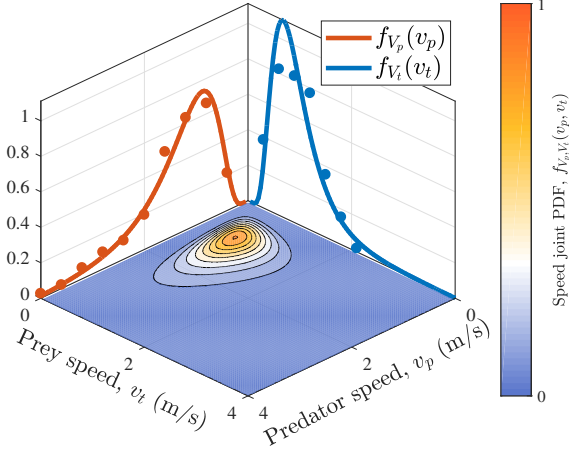 f_{V_p}(v_p)
f_{V_t}(v_t)
1
0.8
0.6
0.4
0.2
0
0
2
4
Prey speed, v_t (m/s)
4
2
0
Predator speed, v_p (m/s)
1
0
Speed joint PDF, f_{V_p,V_t}(v_p, v_t)